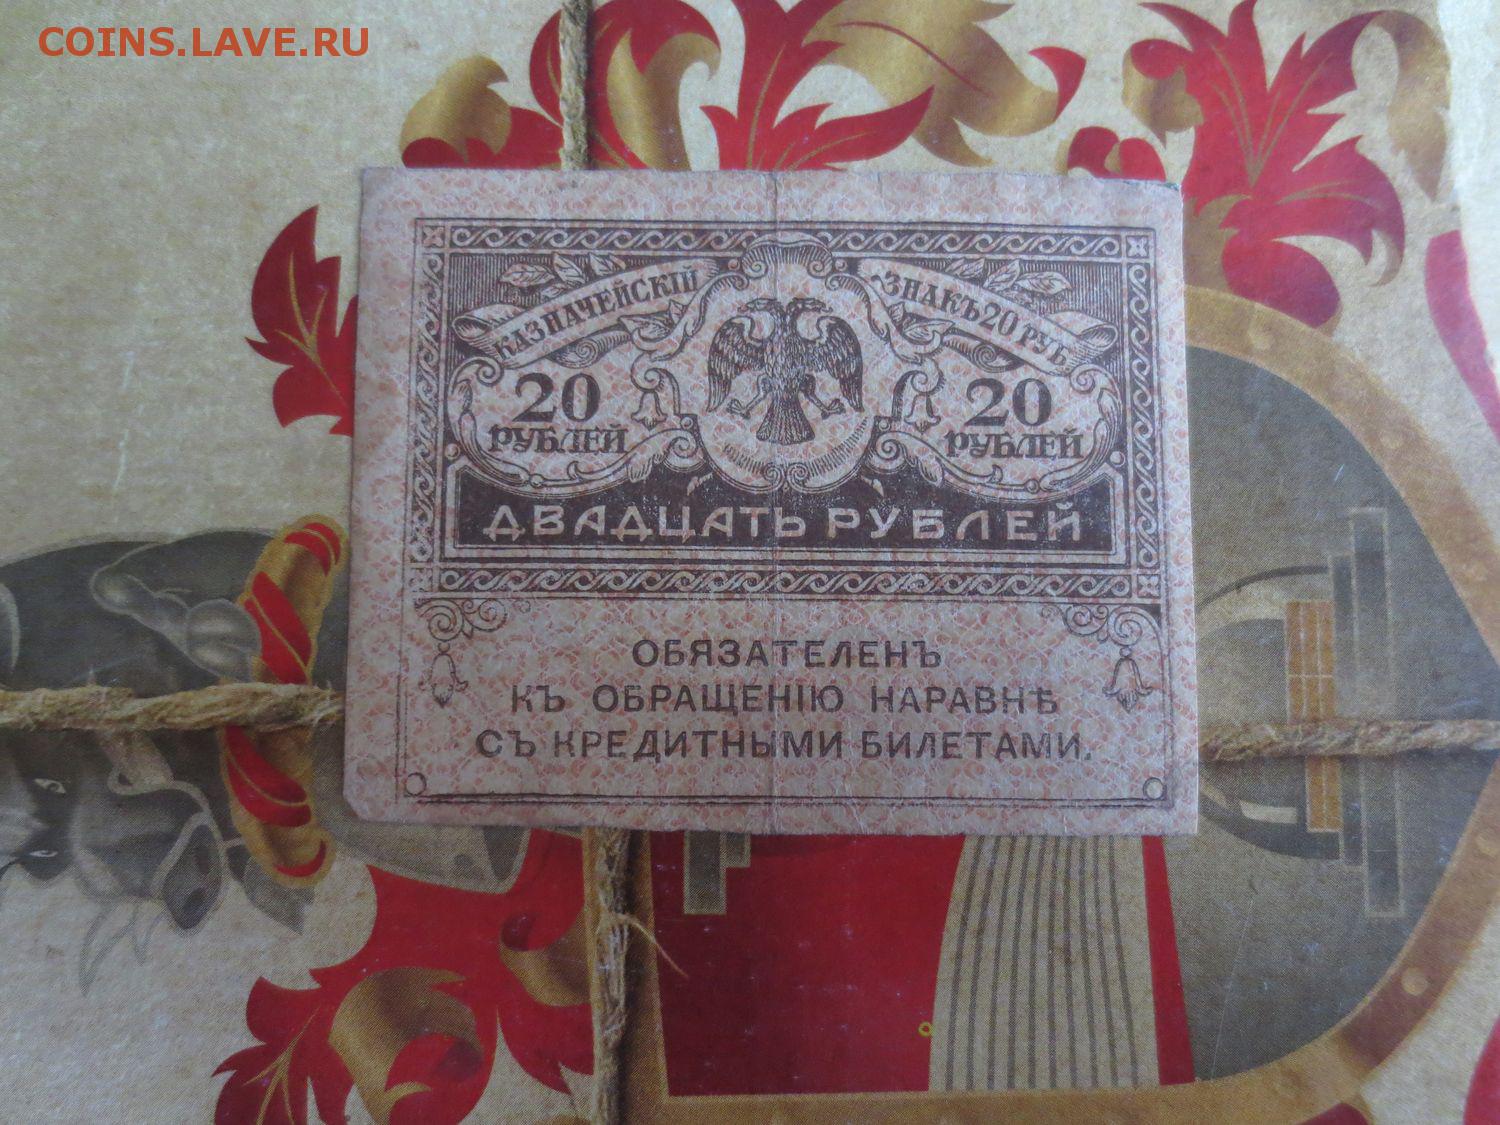 COINS.LAVE.RU
КАЗНАЧЕЙСКІЙ ЗНАКЪ 20 РУБ.
20 20
РУБЛЕЙ РУБЛЕЙ
ДВАДЦАТЬ РУБЛЕЙ
ОБЯЗАТЕЛЕНЪ
КЪ ОБРАЩЕНІЮ НАРАВНѢ
СЪ КРЕДИТНЫМИ БИЛЕТАМИ.